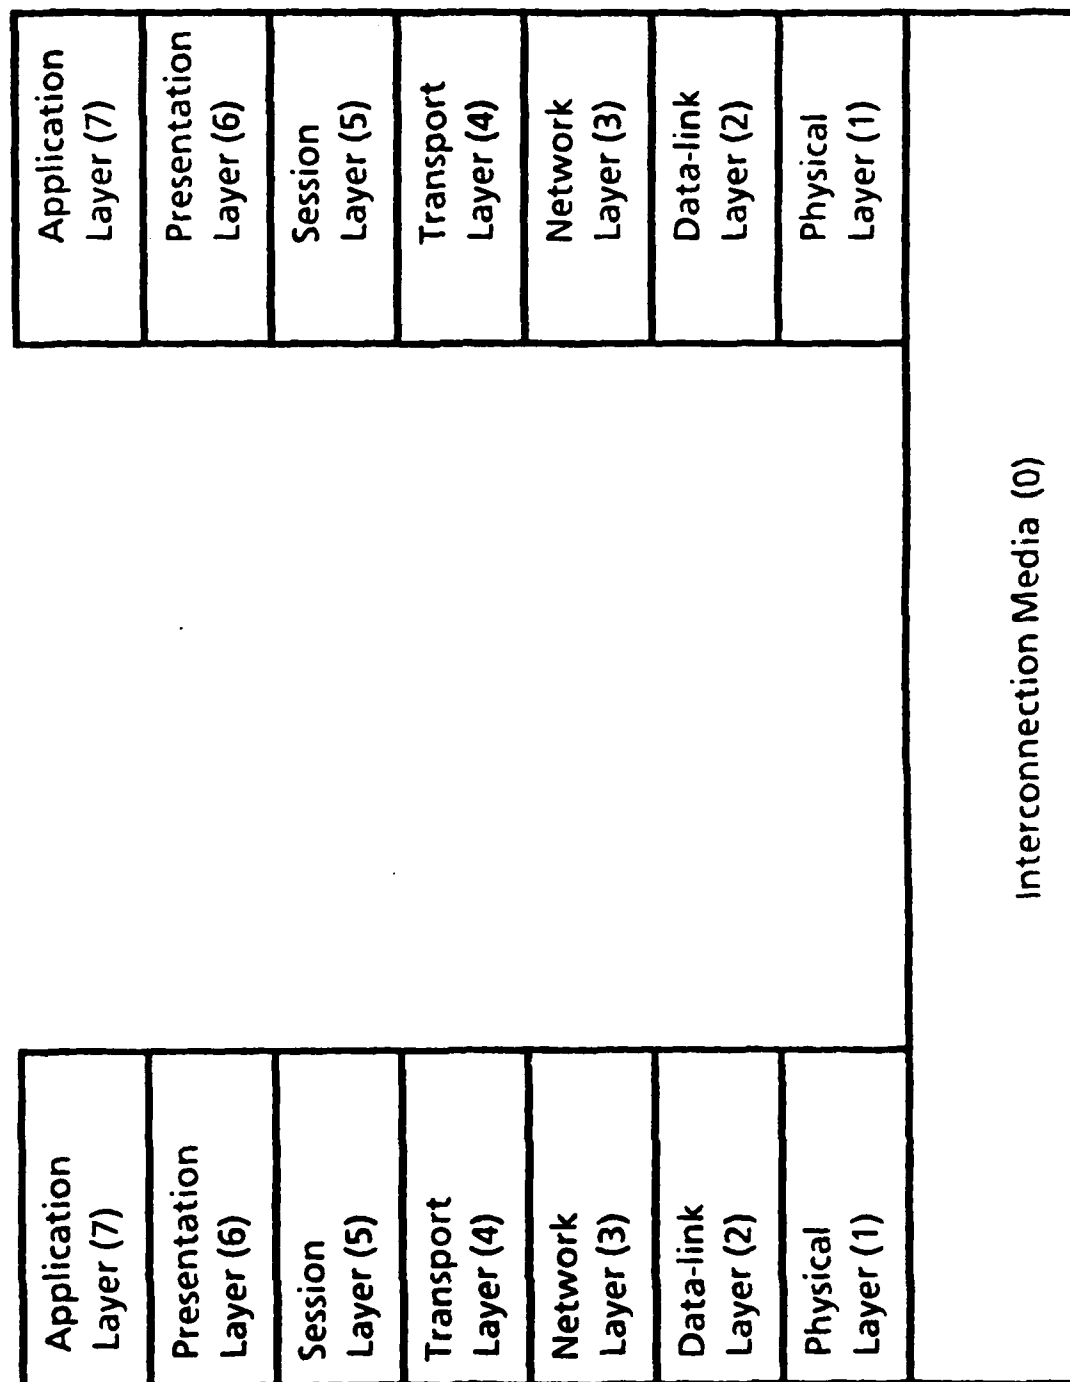 Application
Layer (7)
Presentation
Layer (6)
Session
Layer (5)
Transport
Layer (4)
Network
Layer (3)
Data-link
Layer (2)
Physical
Layer (1)
Application
Layer (7)
Presentation
Layer (6)
Session
Layer (5)
Transport
Layer (4)
Network
Layer (3)
Data-link
Layer (2)
Physical
Layer (1)
Interconnection Media (0)